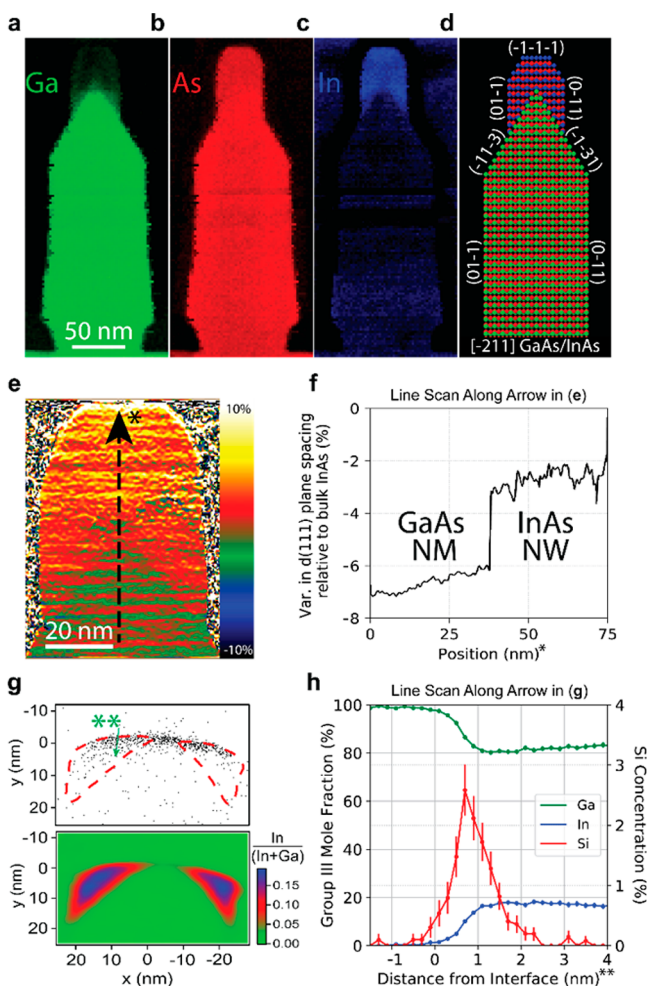 a
b
c
d
Ga
As
In
50 nm
(-1-1-1)
(01-1)
(0-11)
(-11-3)
(-1-31)
(01-1)
(0-11)
[-211] GaAs/InAs
e
10%
*
20 nm
-10%
f
Line Scan Along Arrow in (e)
Var. in d(111) plane spacing
relative to bulk InAs (%)
0
-2
-4
-6
-8
GaAs
NM
InAs
NW
0
25
50
75
Position (nm)*
g
-10
0
10
20
y (nm)
**
-10
0
10
20
y (nm)
20
10
0
-10
-20
x (nm)
In
(In+Ga)
0.15
0.10
0.05
0.00
h
Line Scan Along Arrow in (g)
Group III Mole Fraction (%)
100
80
60
40
20
0
Ga
In
Si
4
3
2
1
0
Si Concentration (%)
-1
0
1
2
3
4
Distance from Interface (nm)**